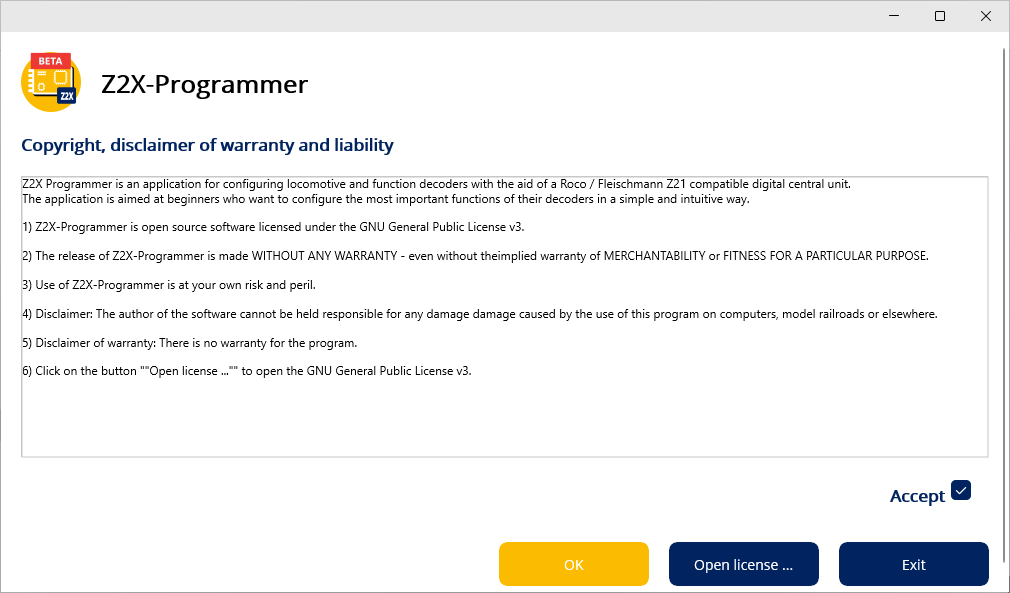 BETA
Z2X
Z2X-Programmer
Copyright, disclaimer of warranty and liability
Z2X Programmer is an application for configuring locomotive and function decoders with the aid of a Roco / Fleischmann Z21 compatible digital central unit.
The application is aimed at beginners who want to configure the most important functions of their decoders in a simple and intuitive way.
1) Z2X-Programmer is open source software licensed under the GNU General Public License v3.
2) The release of Z2X-Programmer is made WITHOUT ANY WARRANTY - even without theimplied warranty of MERCHANTABILITY or FITNESS FOR A PARTICULAR PURPOSE.
3) Use of Z2X-Programmer is at your own risk and peril.
4) Disclaimer: The author of the software cannot be held responsible for any damage damage caused by the use of this program on computers, model railroads or elsewhere.
5) Disclaimer of warranty: There is no warranty for the program.
6) Click on the button ""Open license ..."" to open the GNU General Public License v3.
Accept
OK
Open license ...
Exit